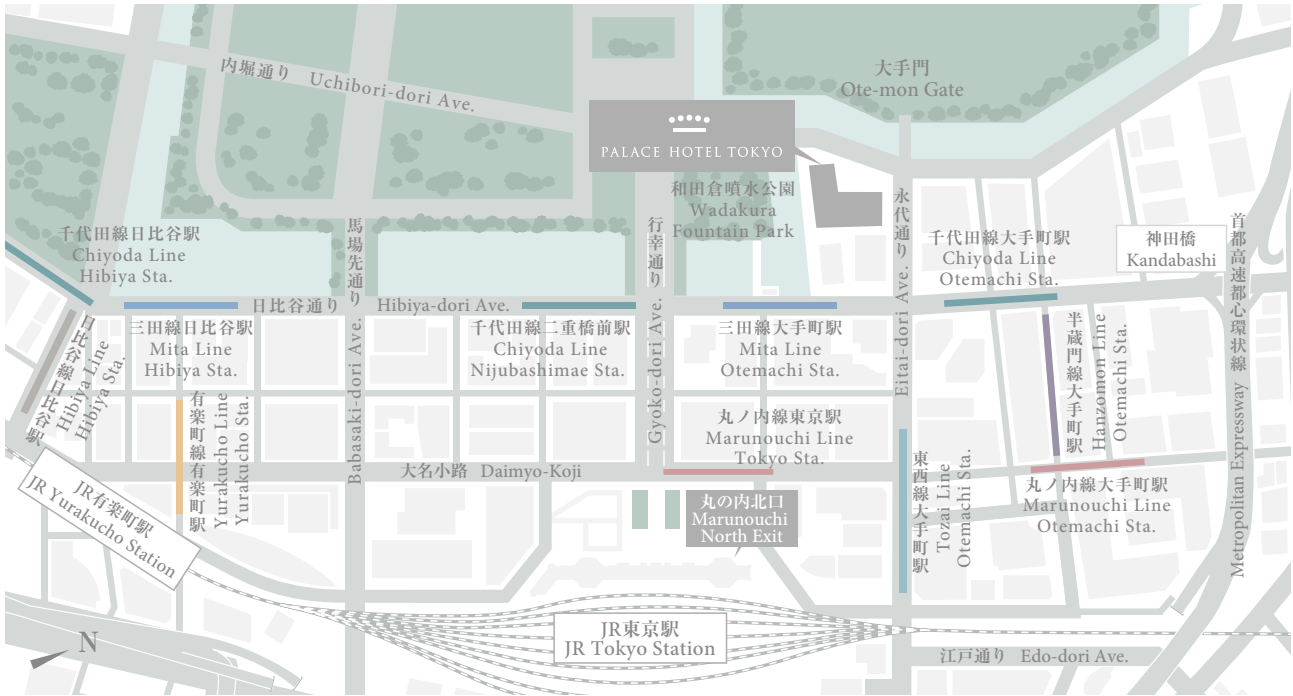 内堀通り Uchibori-dori Ave.
大手門
Ote-mon Gate
PALACE HOTEL TOKYO
和田倉噴水公園
Wadakura
Fountain Park
千代田線日比谷駅
Chiyoda Line
Hibiya Sta.
馬場先通り Babasaki-dori Ave.
行幸通り Gyoko-dori Ave.
永代通り Eitai-dori Ave.
千代田線大手町駅
Chiyoda Line
Otemachi Sta.
神田橋
Kandabashi
首都高速都心環状線 Metropolitan Expressway
日比谷通り Hibiya-dori Ave.
日比谷線日比谷駅
Hibiya Line
Hibiya Sta.
三田線日比谷駅
Mita Line
Hibiya Sta.
千代田線二重橋前駅
Chiyoda Line
Nijubashimae Sta.
三田線大手町駅
Mita Line
Otemachi Sta.
半蔵門線大手町駅
Hanzomon Line
Otemachi Sta.
有楽町線有楽町駅
Yurakucho Line
Yurakucho Sta.
丸ノ内線東京駅
Marunouchi Line
Tokyo Sta.
大名小路 Daimyo-Koji
東西線大手町駅
Tozai Line
Otemachi Sta.
丸ノ内線大手町駅
Marunouchi Line
Otemachi Sta.
JR有楽町駅
JR Yurakucho Station
丸の内北口
Marunouchi
North Exit
JR東京駅
JR Tokyo Station
江戸通り Edo-dori Ave.
N